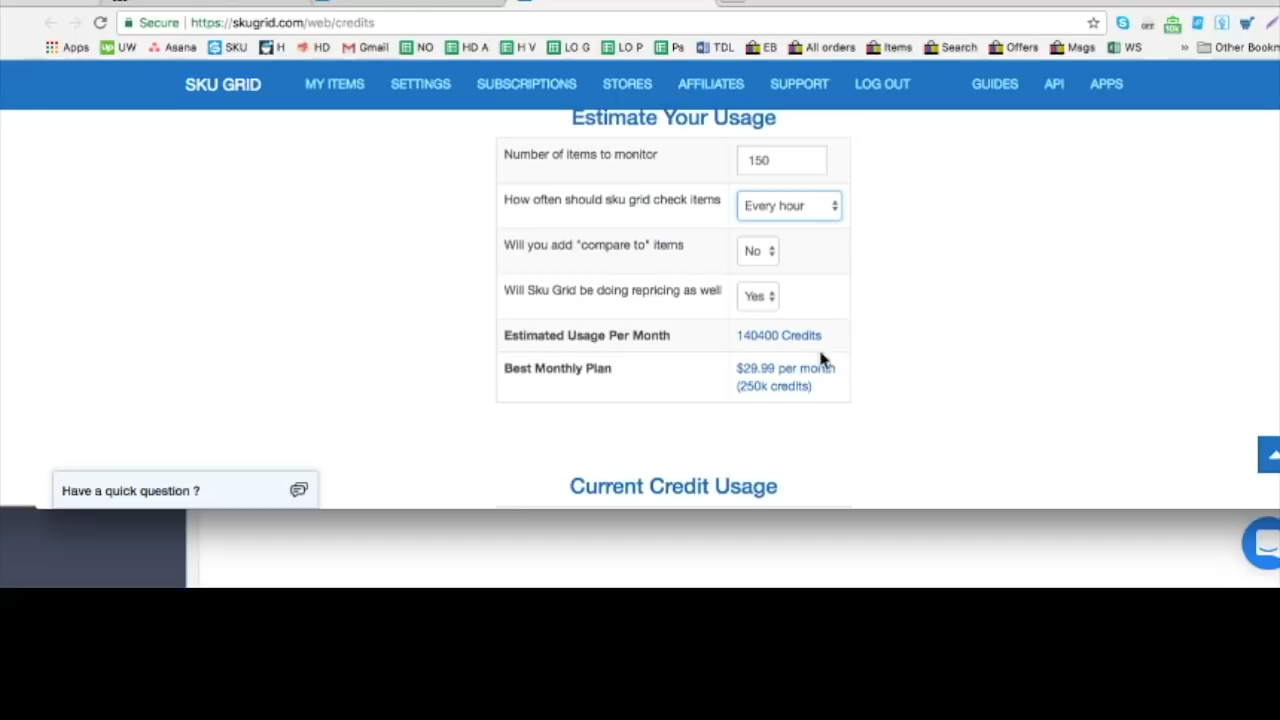 Secure | https://skugrid.com/web/credits
Apps UW Asana SKU H HD Gmail NO HD A H V LO G LO P Ps TDL EB All orders Items Search Offers Msgs WS » Other Bookm
SKU GRID MY ITEMS SETTINGS SUBSCRIPTIONS STORES AFFILIATES SUPPORT LOG OUT GUIDES API APPS
Estimate Your Usage
Number of items to monitor 150
How often should sku grid check items Every hour
Will you add "compare to" items No
Will Sku Grid be doing repricing as well Yes
Estimated Usage Per Month 140400 Credits
Best Monthly Plan $29.99 per month
(250k credits)
Current Credit Usage
Have a quick question ?